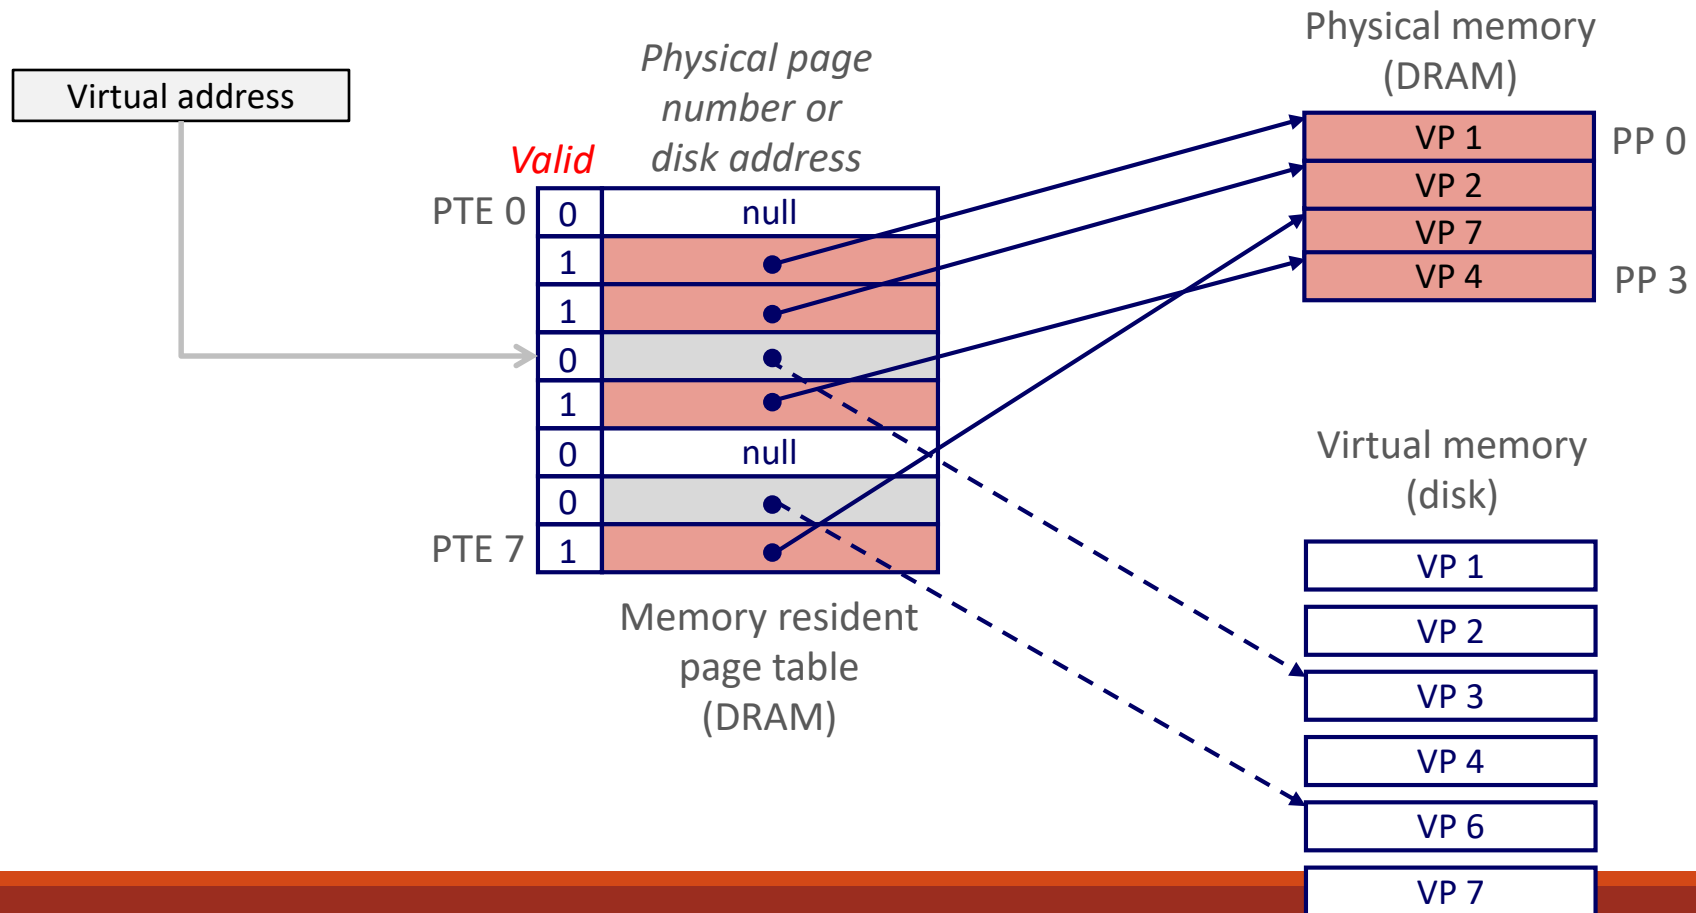 Virtual address
Physical page
number or
disk address
Valid
PTE 0
0
null
1
1
0
1
0
null
0
PTE 7
1
Memory resident
page table
(DRAM)
Physical memory
(DRAM)
VP 1
PP 0
VP 2
VP 7
VP 4
PP 3
Virtual memory
(disk)
VP 1
VP 2
VP 3
VP 4
VP 6
VP 7